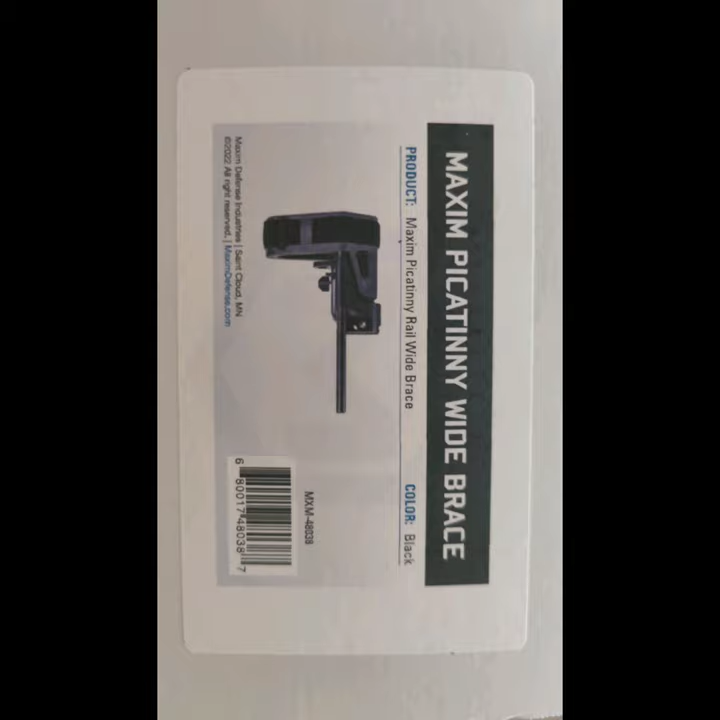 MAXIM PICATINNY WIDE BRACE
PRODUCT: Maxim Picatinny Rail Wide Brace COLOR: Black
MXM-48038
6 80017 48038 7
Maxim Defense Industries | Saint Cloud, MN
©2022 All right reserved. | MaximDefense.com